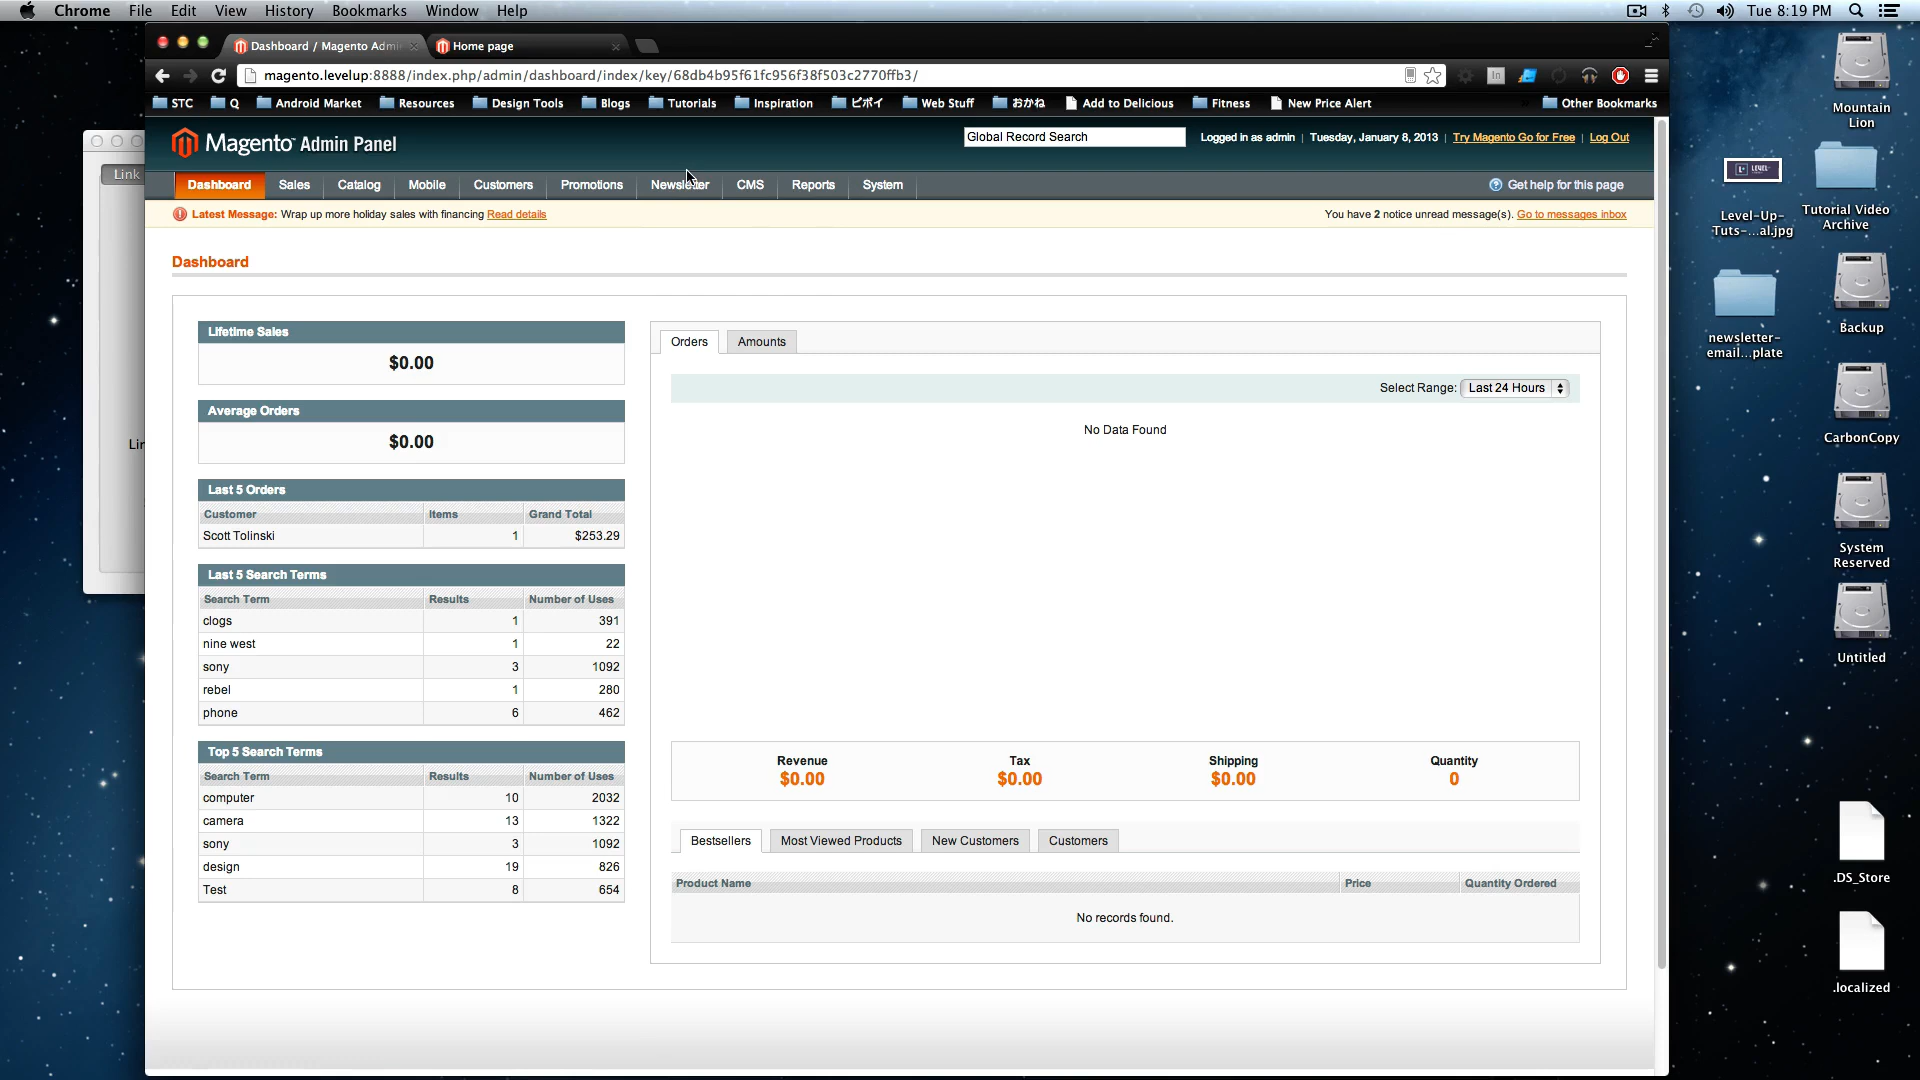 Chrome File Edit View History Bookmarks Window Help Tue 8:19 PM
Dashboard / Magento Admi Home page
magento.levelup:8888/index.php/admin/dashboard/index/key/68db4b95f61fc956f38f503c2770ffb3/
STC Q Android Market Resources Design Tools Blogs Tutorials Inspiration ビボイ Web Stuff おかね Add to Delicious Fitness New Price Alert Other Bookmarks
Magento Admin Panel
Global Record Search Logged in as admin | Tuesday, January 8, 2013 | Try Magento Go for Free | Log Out
Dashboard Sales Catalog Mobile Customers Promotions Newsletter CMS Reports System Get help for this page
Latest Message: Wrap up more holiday sales with financing Read details You have 2 notice unread message(s). Go to messages inbox
Dashboard
Lifetime Sales
$0.00
Average Orders
$0.00
Last 5 Orders
Customer Items Grand Total
Scott Tolinski 1 $253.29
Last 5 Search Terms
Search Term Results Number of Uses
clogs 1 391
nine west 1 22
sony 3 1092
rebel 1 280
phone 6 462
Top 5 Search Terms
Search Term Results Number of Uses
computer 10 2032
camera 13 1322
sony 3 1092
design 19 826
Test 8 654
Orders Amounts
Select Range: Last 24 Hours
No Data Found
Revenue Tax Shipping Quantity
$0.00 $0.00 $0.00 0
Bestsellers Most Viewed Products New Customers Customers
Product Name Price Quantity Ordered
No records found.
Link
Lin
Mountain
Lion
Level-Up-
Tuts-...al.jpg
Tutorial Video
Archive
newsletter-
email...plate
Backup
CarbonCopy
System
Reserved
Untitled
.DS_Store
.localized